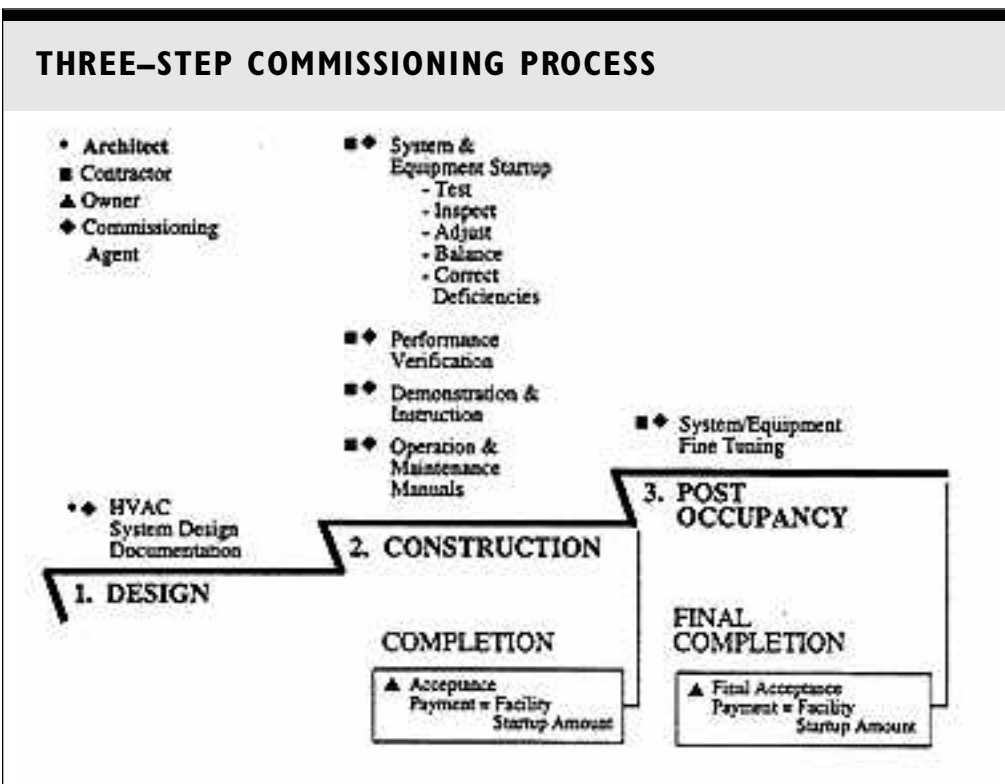 THREE–STEP COMMISSIONING PROCESS
• Architect
■ Contractor
▲ Owner
◆ Commissioning
Agent
■◆ System &
Equipment Startup
- Test
- Inspect
- Adjust
- Balance
- Correct
Deficiencies
■◆ Performance
Verification
■◆ Demonstration &
Instruction
■◆ Operation &
Maintenance
Manuals
■◆ System/Equipment
Fine Tuning
•◆ HVAC
System Design
Documentation
1. DESIGN
2. CONSTRUCTION
3. POST
OCCUPANCY
COMPLETION
▲ Acceptance
Payment = Facility
Startup Amount
FINAL
COMPLETION
▲ Final Acceptance
Payment = Facility
Startup Amount